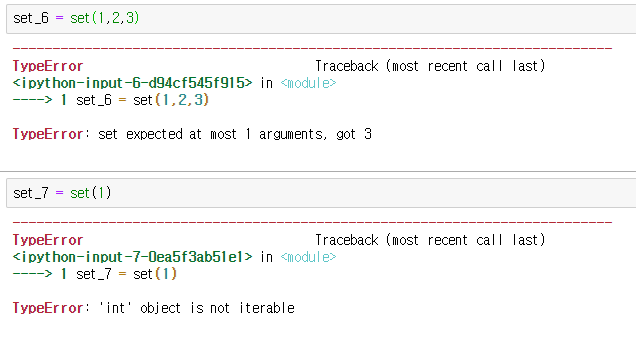 set_6 = set(1,2,3)
---------------------------------------------------------------------------
TypeError                                 Traceback (most recent call last)
<ipython-input-6-d94cf545f915> in <module>
----> 1 set_6 = set(1,2,3)
TypeError: set expected at most 1 arguments, got 3
set_7 = set(1)
---------------------------------------------------------------------------
TypeError                                 Traceback (most recent call last)
<ipython-input-7-0ea5f3ab51e1> in <module>
----> 1 set_7 = set(1)
TypeError: 'int' object is not iterable